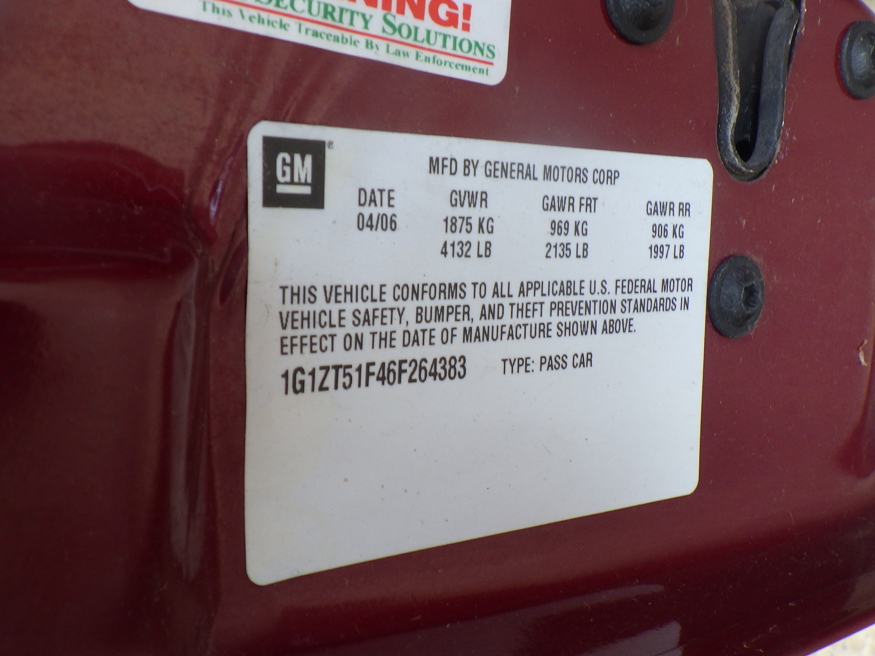 NING!
SECURITY SOLUTIONS
This Vehicle Traceable By Law Enforcement
GM®
MFD BY GENERAL MOTORS CORP
DATE GVWR GAWR FRT GAWR RR
04/06 1875 KG 969 KG 906 KG
4132 LB 2135 LB 1997 LB
THIS VEHICLE CONFORMS TO ALL APPLICABLE U.S. FEDERAL MOTOR
VEHICLE SAFETY, BUMPER, AND THEFT PREVENTION STANDARDS IN
EFFECT ON THE DATE OF MANUFACTURE SHOWN ABOVE.
1G1ZT51F46F264383 TYPE: PASS CAR